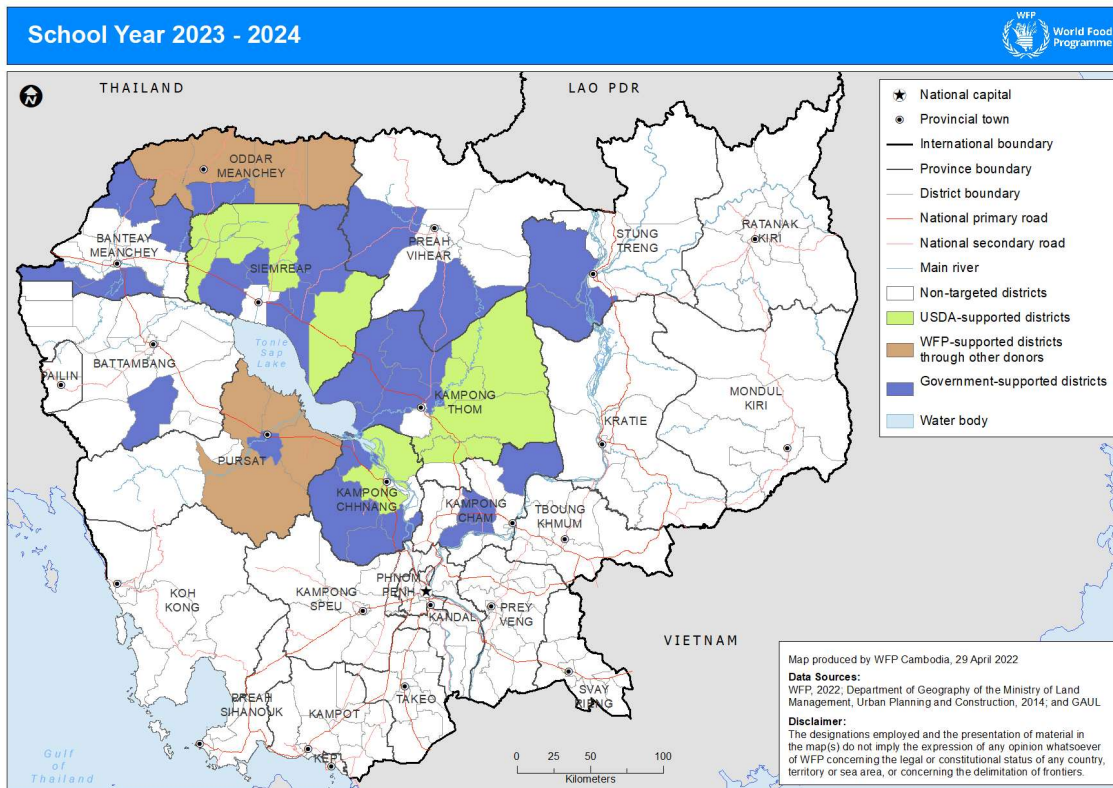 School Year 2023 - 2024
WFP
World Food
Programme
THAILAND
LAO PDR
N
ODDAR
MEANCHEY
BANTEAY
MEANCHEY
SIEMREAP
PREAH
VIHEAR
STUNG
TRENG
RATANAK
KIRI
Tonle
Sap
Lake
BATTAMBANG
PAILIN
KAMPONG
THOM
MONDUL
KIRI
KRATIE
PURSAT
KAMPONG
CHHNANG
KAMPONG
CHAM
TBOUNG
KHMUM
PHNOM
PENH
KOH
KONG
KAMPONG
SPEU
KANDAL
PREY
VENG
VIETNAM
SVAY
RIENG
PREAH
SIHANOUK
KAMPOT
TAKEO
KEP
Gulf
of
Thailand
National capital
Provincial town
International boundary
Province boundary
District boundary
National primary road
National secondary road
Main river
Non-targeted districts
USDA-supported districts
WFP-supported districts
through other donors
Government-supported districts
Water body
0 25 50 100
Kilometers
Map produced by WFP Cambodia, 29 April 2022
Data Sources:
WFP, 2022; Department of Geography of the Ministry of Land
Management, Urban Planning and Construction, 2014; and GAUL
Disclaimer:
The designations employed and the presentation of material in
the map(s) do not imply the expression of any opinion whatsoever
of WFP concerning the legal or constitutional status of any country,
territory or sea area, or concerning the delimitation of frontiers.